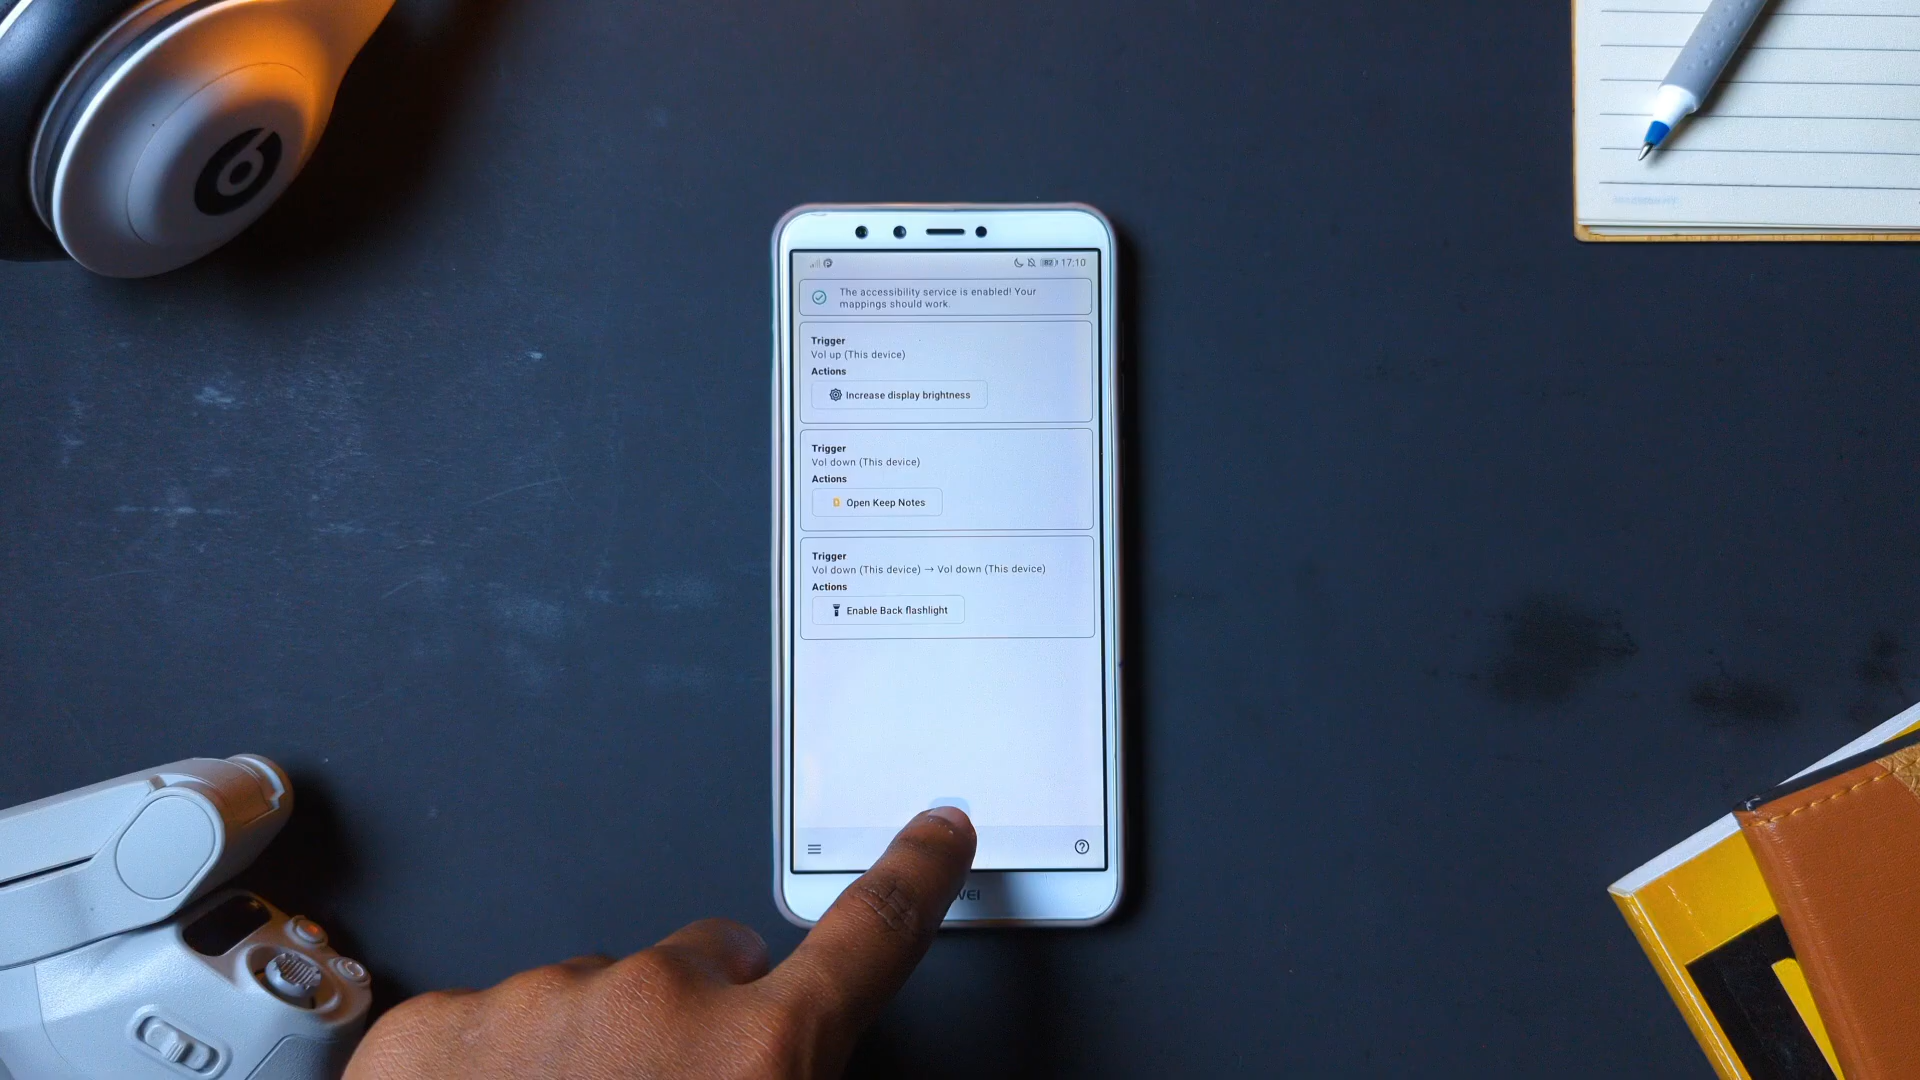 17:10
The accessibility service is enabled! Your
mappings should work.
Trigger
Vol up (This device)
Actions
Increase display brightness
Trigger
Vol down (This device)
Actions
Open Keep Notes
Trigger
Vol down (This device) → Vol down (This device)
Actions
Enable Back flashlight